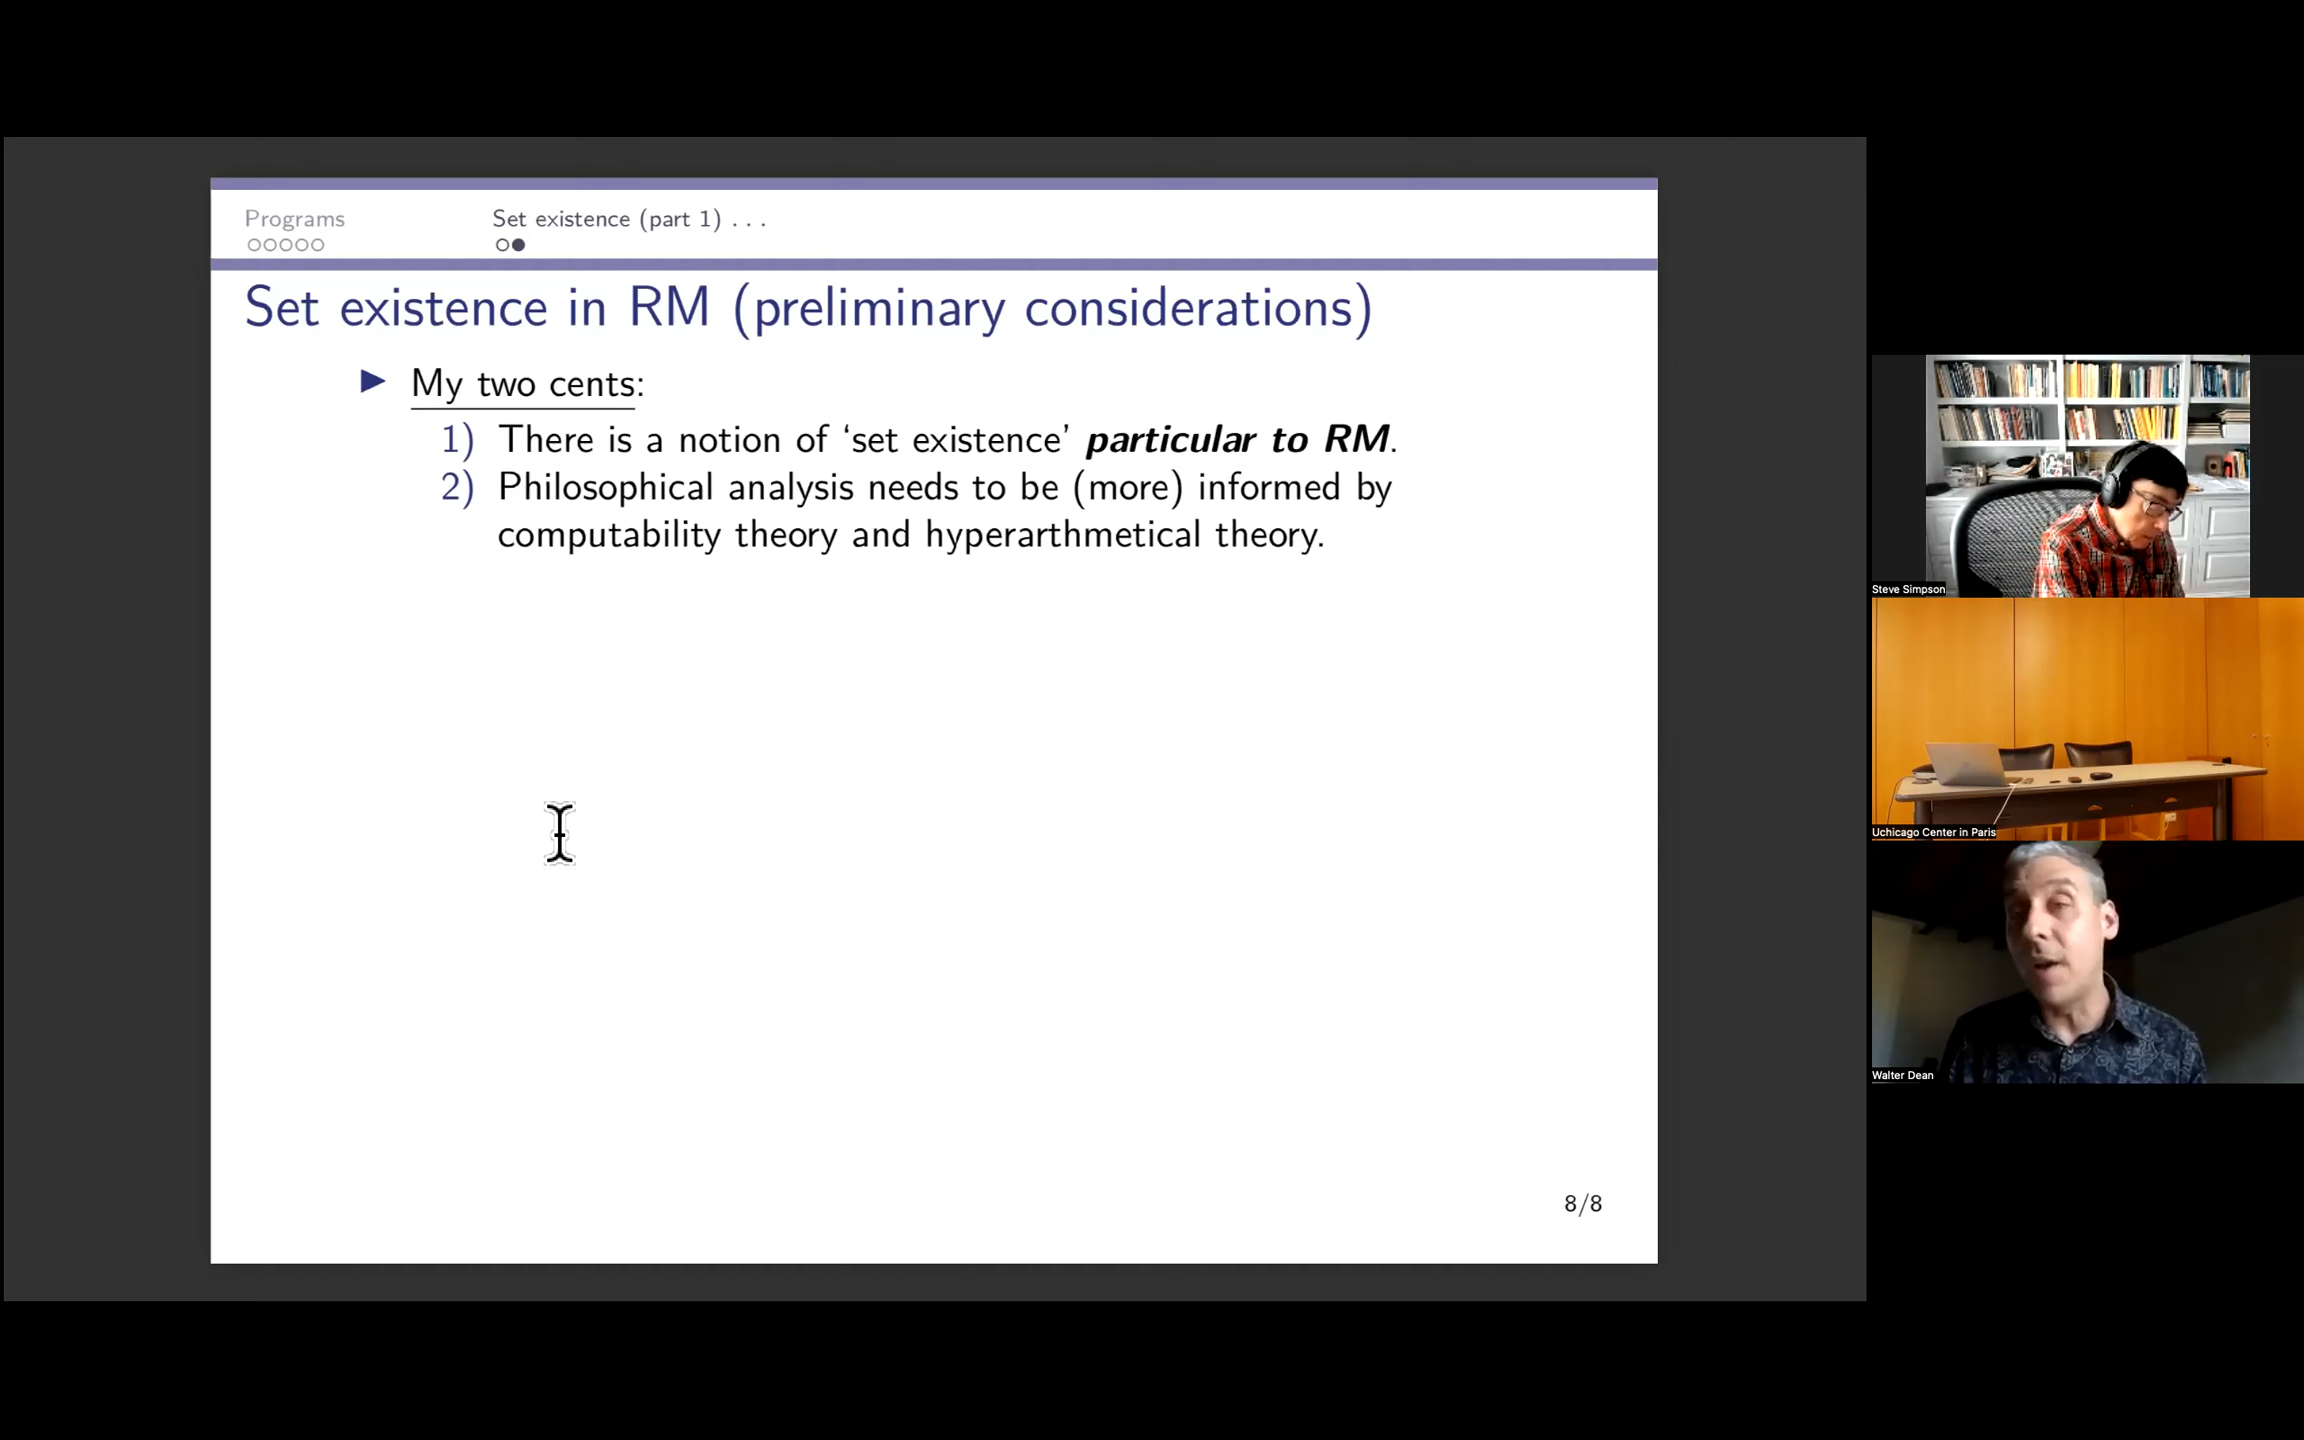 Programs
Set existence (part 1) . . .
Set existence in RM (preliminary considerations)
My two cents:
1) There is a notion of ‘set existence’ particular to RM.
2) Philosophical analysis needs to be (more) informed by
computability theory and hyperarthmetical theory.
8/8
Steve Simpson
Uchicago Center in Paris
Walter Dean